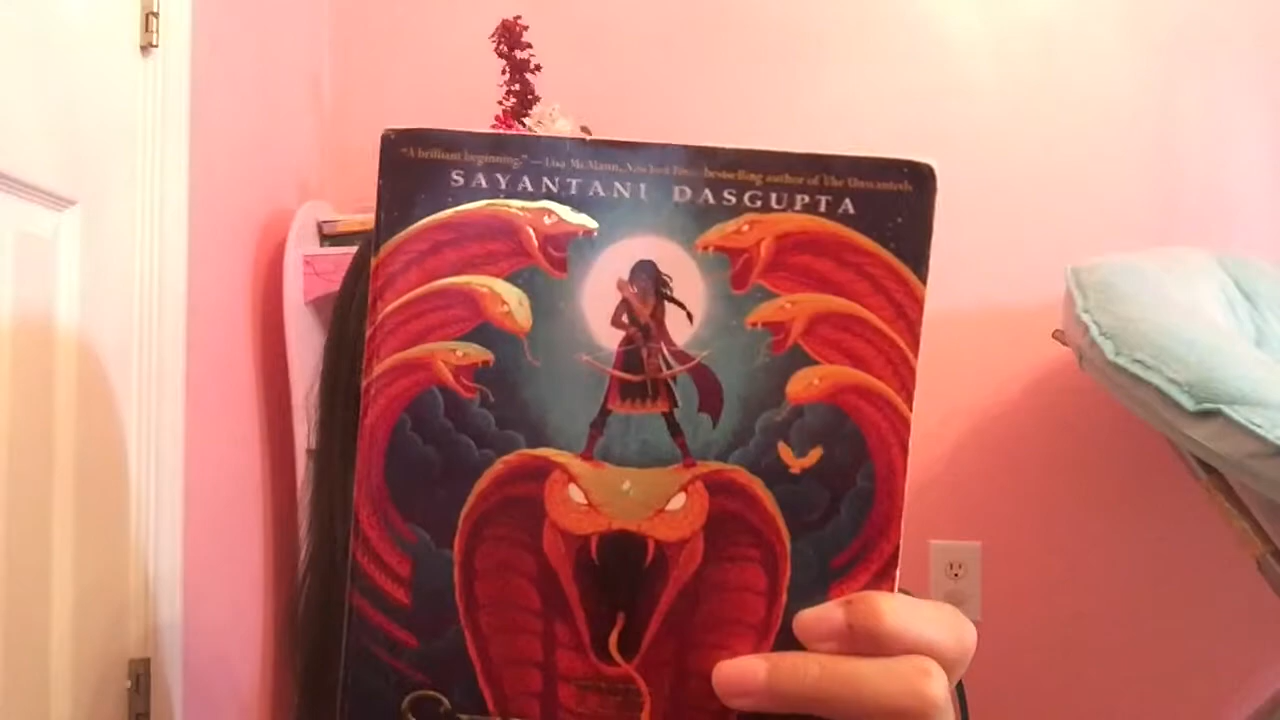 "A brilliant beginning." — Lisa McMann, New York Times bestselling author of The Unwanteds
SAYANTANI DASGUPTA